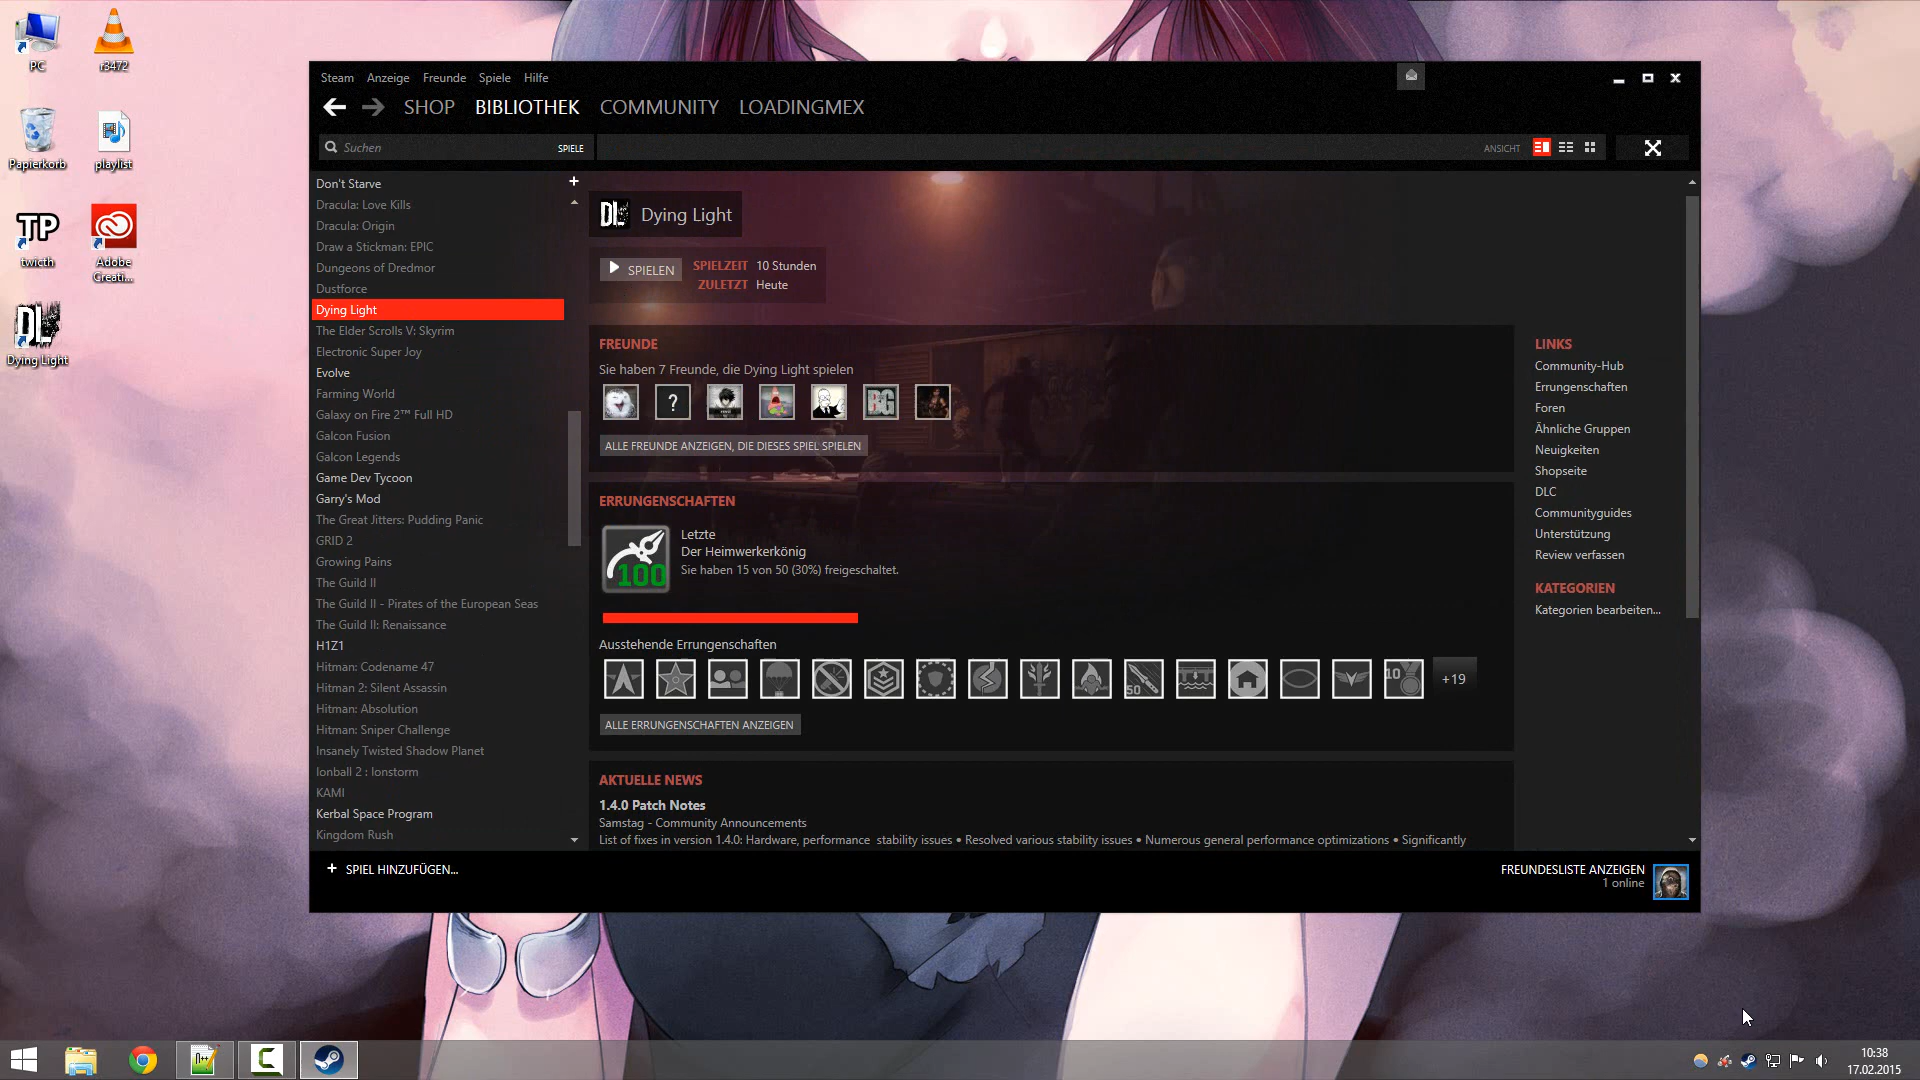 PC
r3472
Papierkorb
playlist
TP
twicth
Adobe
Creati...
DL
Dying Light
Steam Anzeige Freunde Spiele Hilfe
SHOP BIBLIOTHEK COMMUNITY LOADINGMEX
Suchen SPIELE
ANSICHT
Don't Starve
Dracula: Love Kills
Dracula: Origin
Draw a Stickman: EPIC
Dungeons of Dredmor
Dustforce
Dying Light
The Elder Scrolls V: Skyrim
Electronic Super Joy
Evolve
Farming World
Galaxy on Fire 2™ Full HD
Galcon Fusion
Galcon Legends
Game Dev Tycoon
Garry's Mod
The Great Jitters: Pudding Panic
GRID 2
Growing Pains
The Guild II
The Guild II - Pirates of the European Seas
The Guild II: Renaissance
H1Z1
Hitman: Codename 47
Hitman 2: Silent Assassin
Hitman: Absolution
Hitman: Sniper Challenge
Insanely Twisted Shadow Planet
Ionball 2 : Ionstorm
KAMI
Kerbal Space Program
Kingdom Rush
+ SPIEL HINZUFÜGEN...
DL Dying Light
SPIELEN
SPIELZEIT 10 Stunden
ZULETZT Heute
FREUNDE
Sie haben 7 Freunde, die Dying Light spielen
?
BG
ALLE FREUNDE ANZEIGEN, DIE DIESES SPIEL SPIELEN
ERRUNGENSCHAFTEN
100
Letzte
Der Heimwerkerkönig
Sie haben 15 von 50 (30%) freigeschaltet.
Ausstehende Errungenschaften
50
10
+19
ALLE ERRUNGENSCHAFTEN ANZEIGEN
AKTUELLE NEWS
1.4.0 Patch Notes
Samstag - Community Announcements
List of fixes in version 1.4.0: Hardware, performance stability issues • Resolved various stability issues • Numerous general performance optimizations • Significantly
LINKS
Community-Hub
Errungenschaften
Foren
Ähnliche Gruppen
Neuigkeiten
Shopseite
DLC
Communityguides
Unterstützung
Review verfassen
KATEGORIEN
Kategorien bearbeiten...
FREUNDESLISTE ANZEIGEN
1 online
10:38
17.02.2015